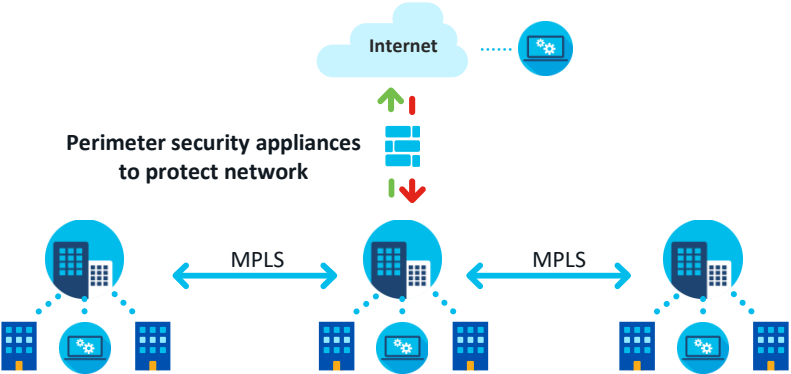 Internet
Perimeter security appliances
to protect network
MPLS
MPLS